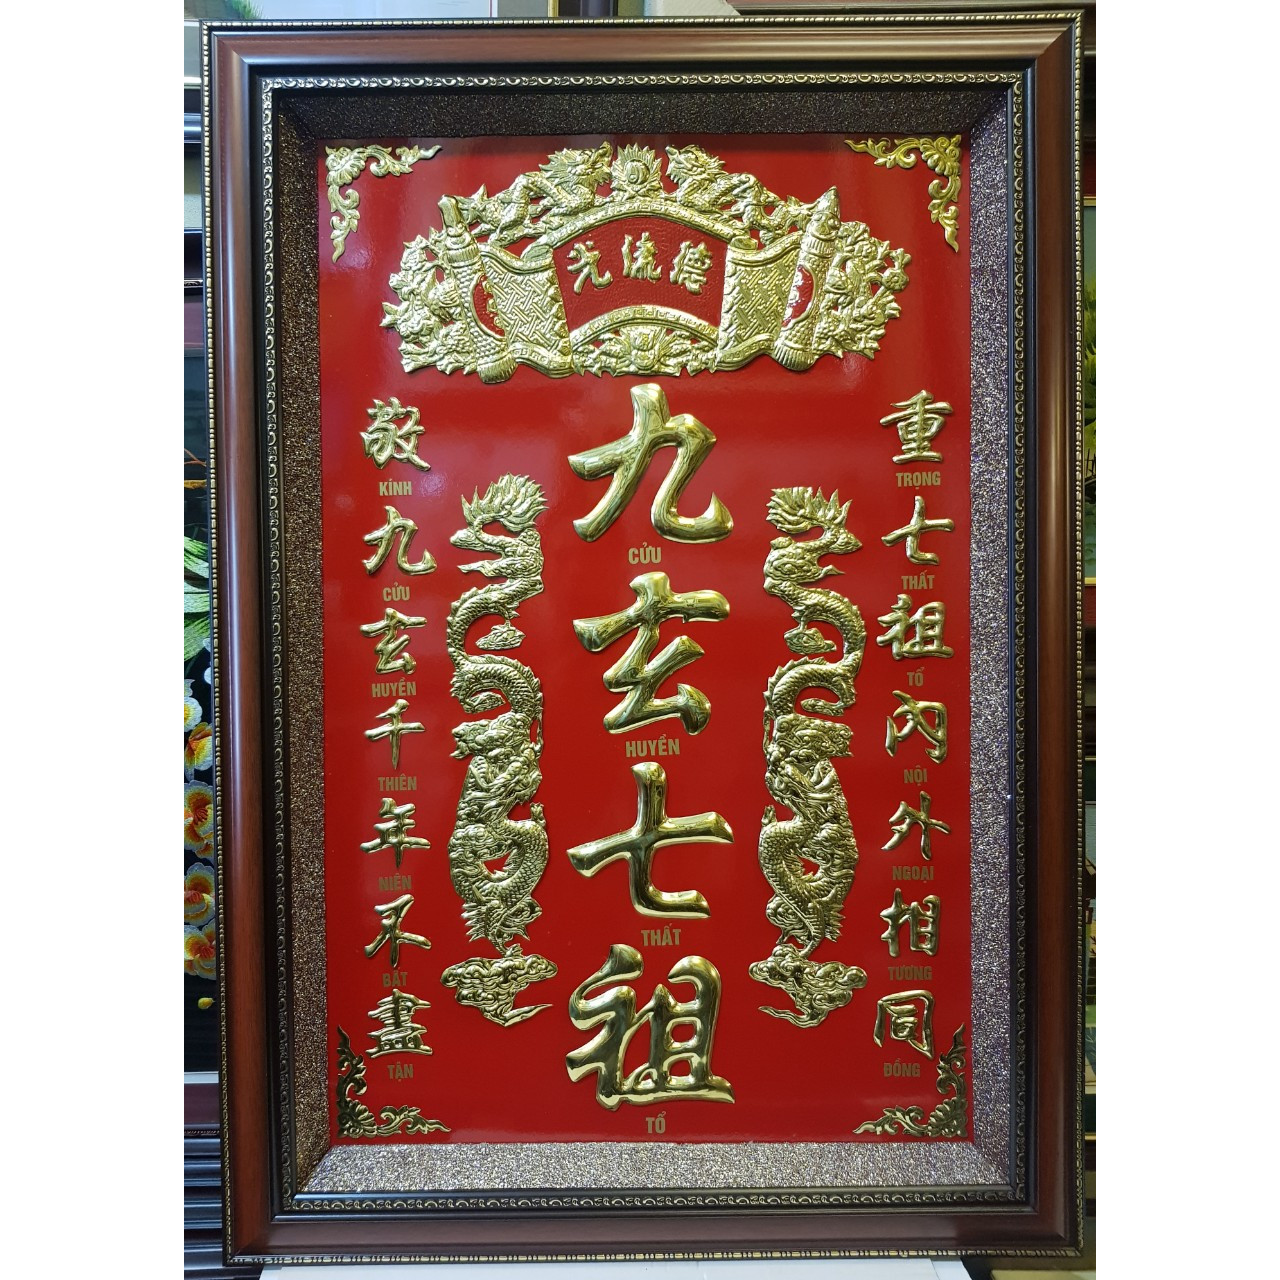 德流光
重
TRỌNG
七
THẤT
祖
TỔ
內
NỘI
外
NGOẠI
相
TƯƠNG
同
ĐỒNG
九
CỬU
玄
HUYỀN
七
THẤT
祖
TỔ
敬
KÍNH
九
CỬU
玄
HUYỀN
千
THIÊN
年
NIÊN
不
BẤT
盡
TẬN